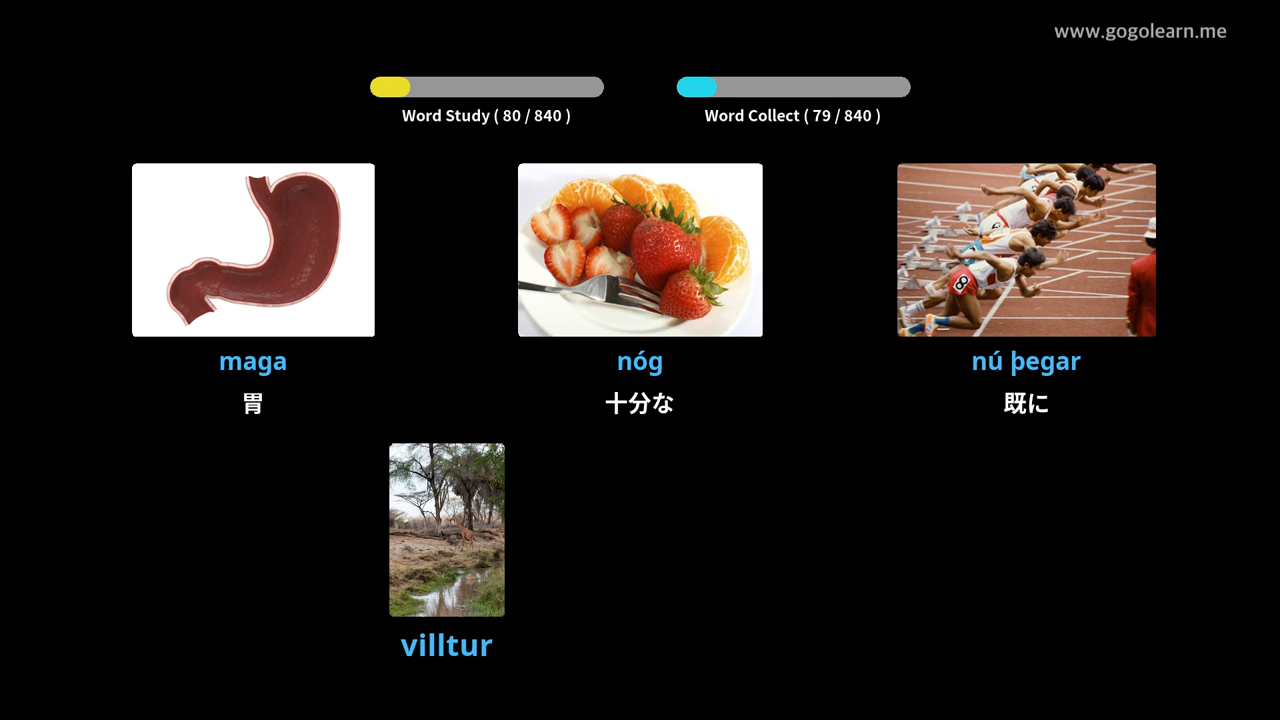 www.gogolearn.me
Word Study ( 80 / 840 )
Word Collect ( 79 / 840 )
maga
nóg
nú þegar
胃
十分な
既に
villtur